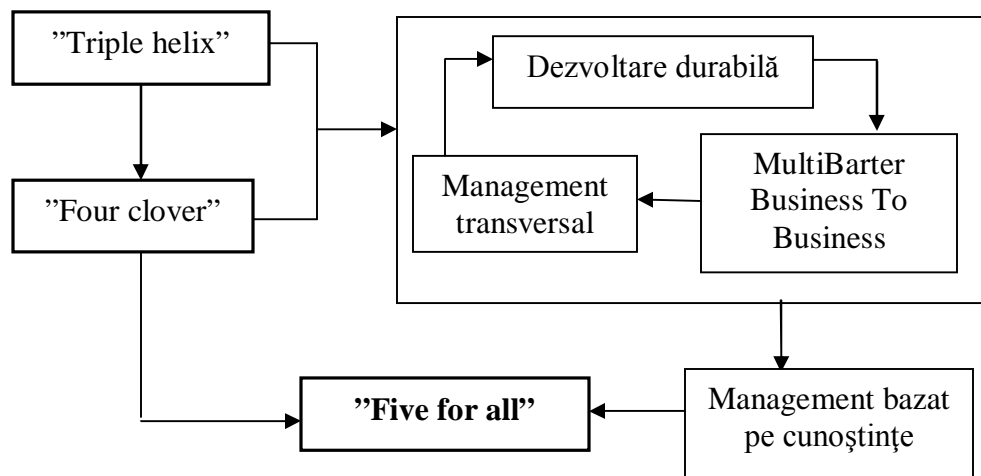 ”Triple helix”
Dezvoltare durabilă
”Four clover”
Management
transversal
MultiBarter
Business To
Business
”Five for all”
Management bazat
pe cunoştinţe